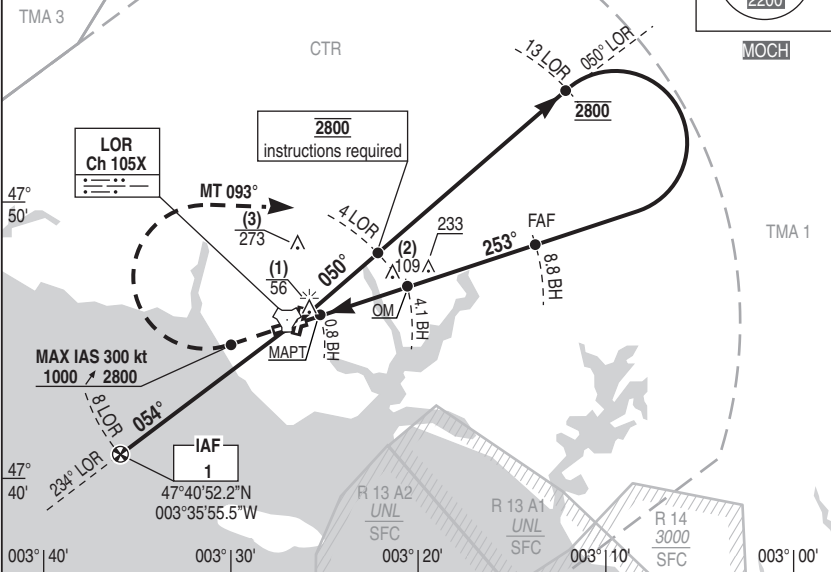 TMA 3
CTR
2200
MOCH
13 LOR
050° LOR
2800
2800
instructions required
LOR
Ch 105X
MT 093°
47°
50'
4 LOR
(3)
273
(2)
109
233
253°
FAF
8.8 BH
TMA 1
(1)
56
050°
OM
4.1 BH
0.8 BH
MAPT
MAX IAS 300 kt
1000 ↗ 2800
8 LOR
054°
234° LOR
IAF
1
47°40'52.2"N
003°35'55.5"W
47°
40'
R 13 A2
UNL
SFC
R 13 A1
UNL
SFC
R 14
3000
SFC
003° 40'
003° 30'
003° 20'
003° 10'
003° 00'